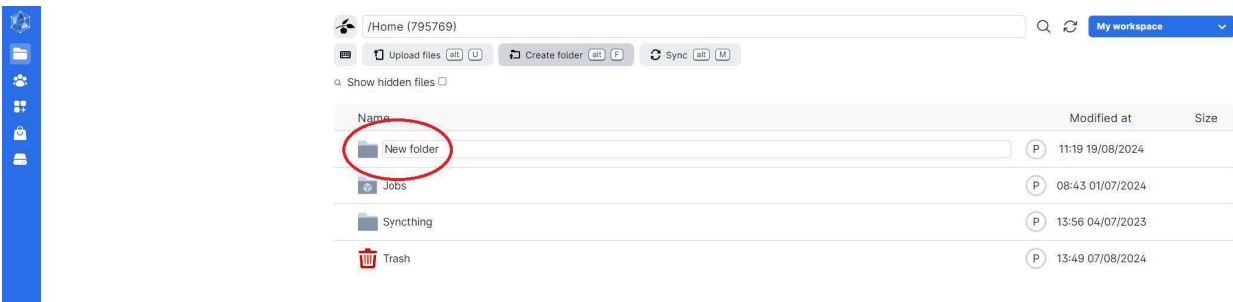 /Home (795769)
My workspace
Upload files alt U Create folder alt F Sync alt M
Show hidden files
Name Modified at Size
New folder P 11:19 19/08/2024
Jobs P 08:43 01/07/2024
Syncthing P 13:56 04/07/2023
Trash P 13:49 07/08/2024